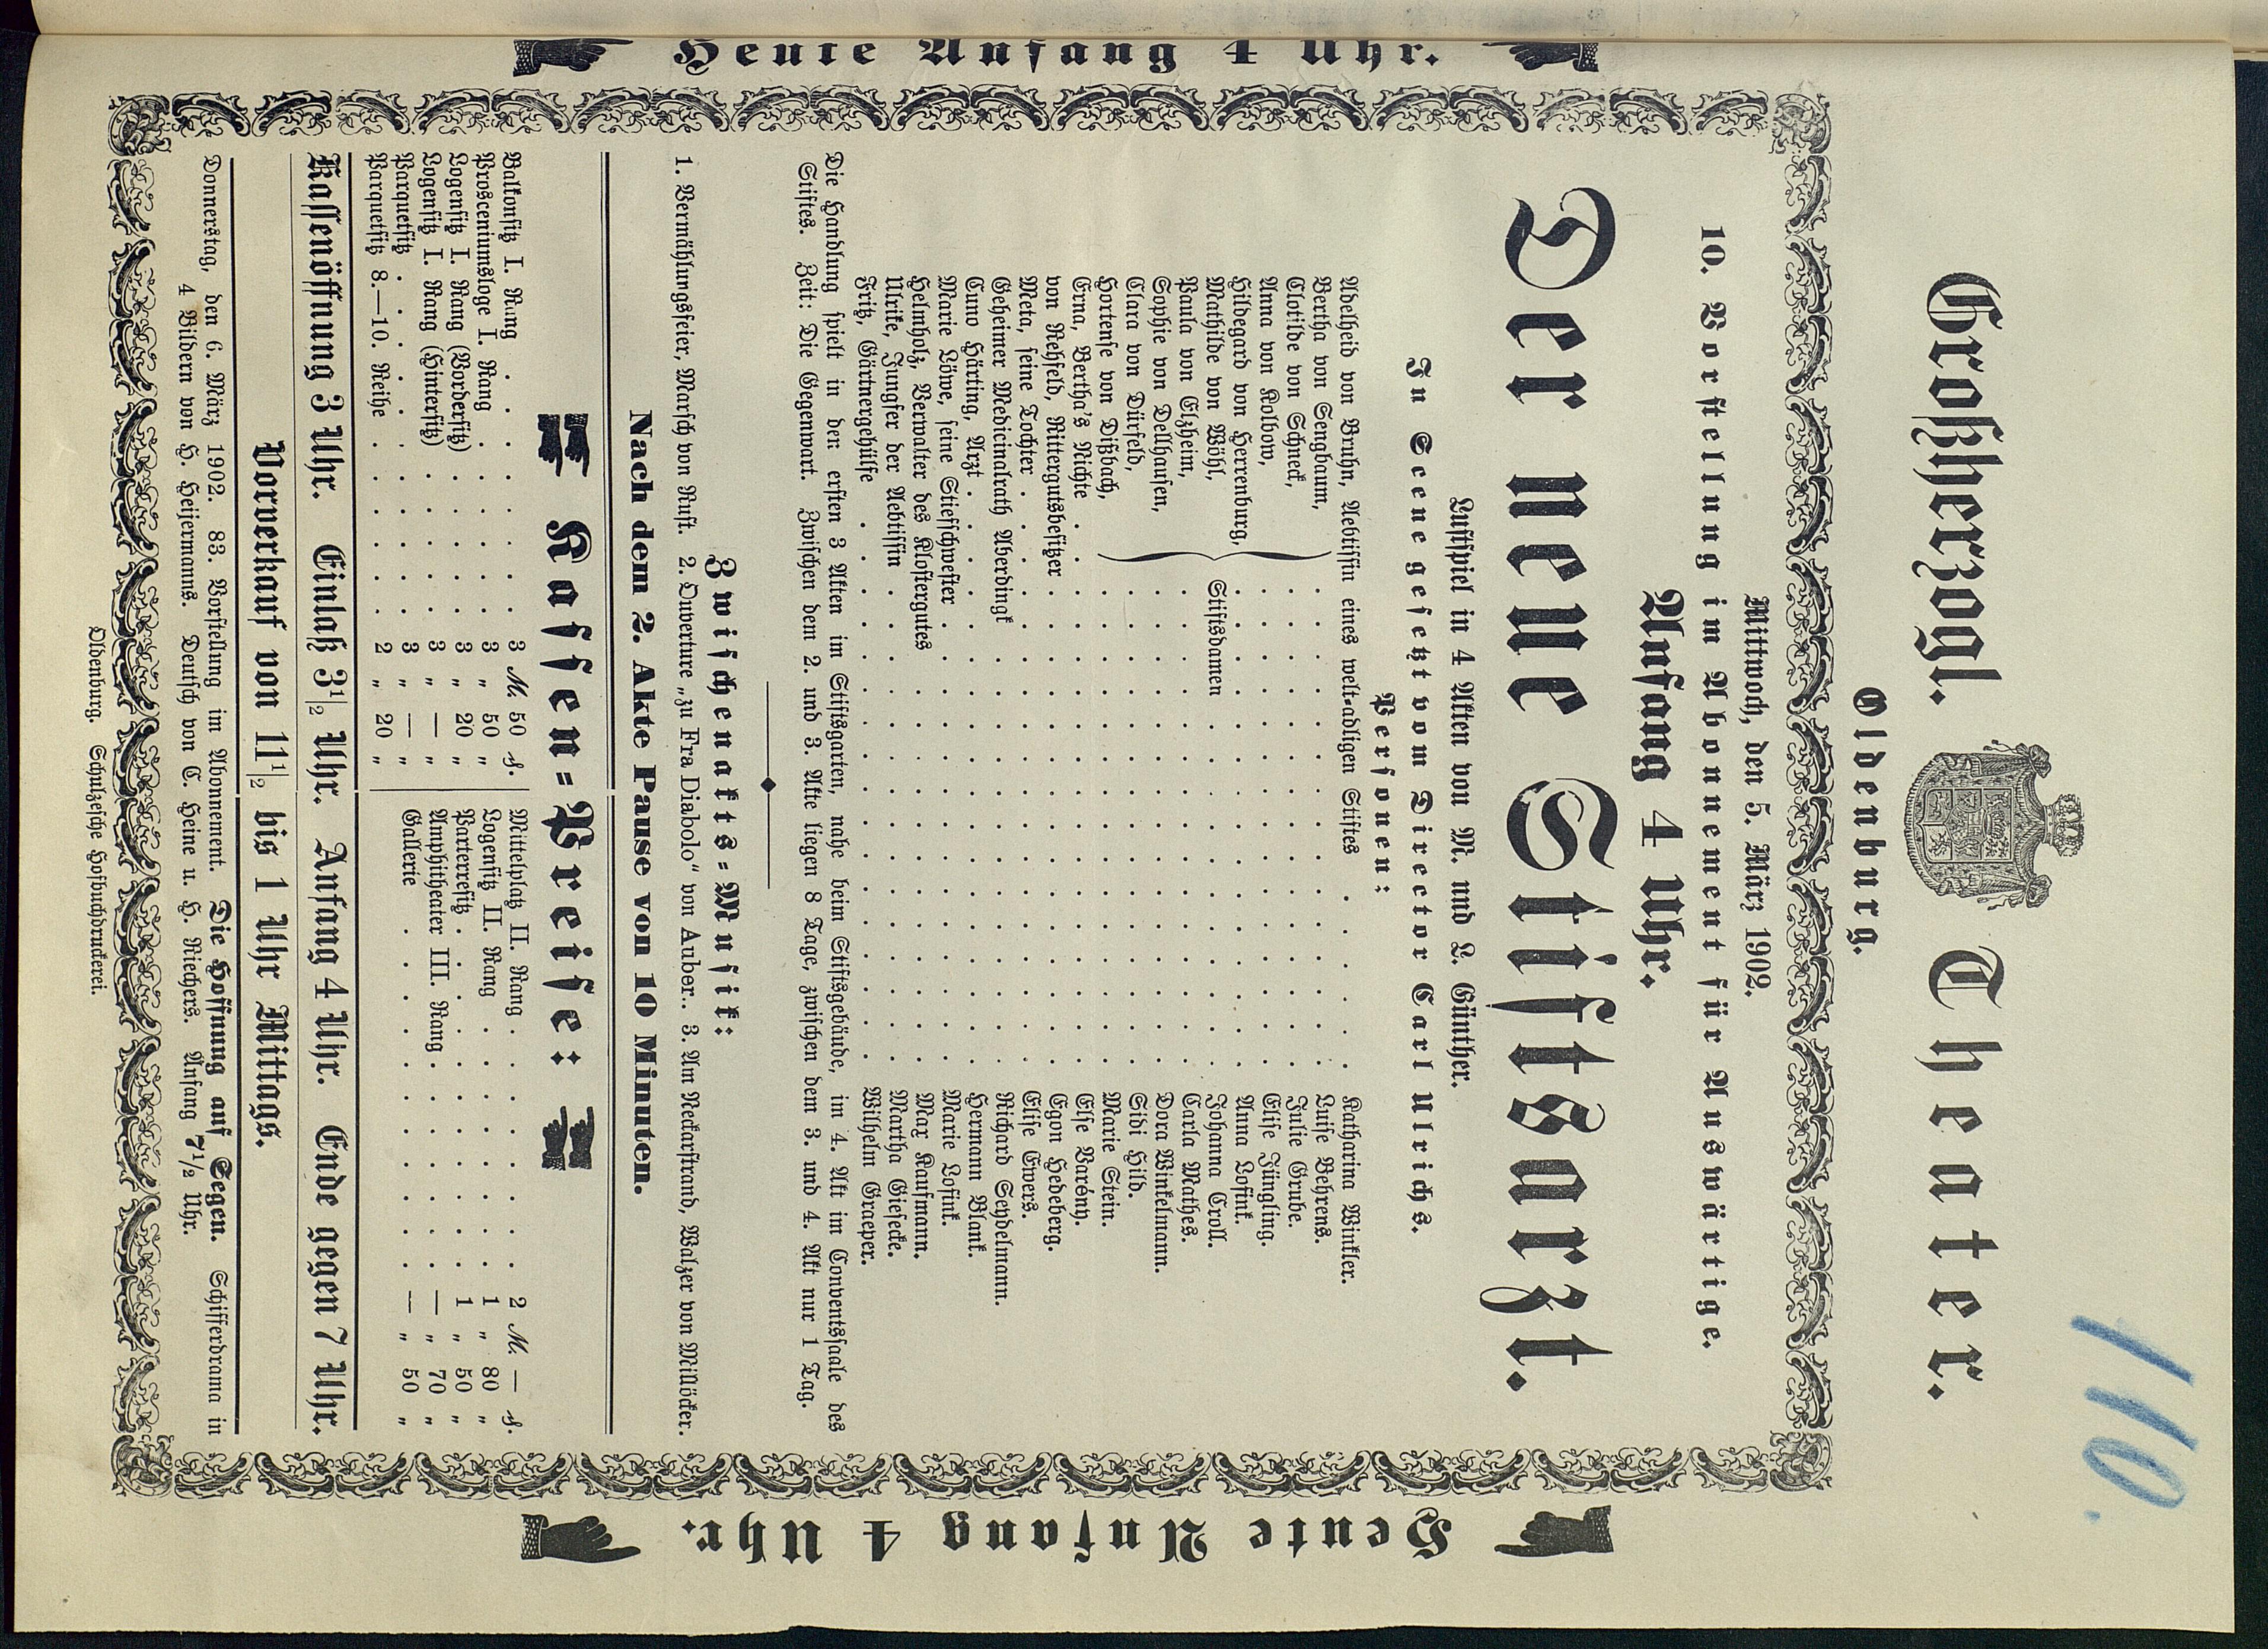 110.
Großherzogl. Theater.
Oldenburg.
Heute Anfang 4 Uhr.
Heute Anfang 4 Uhr.
Mittwoch, den 5. März 1902.
10. Vorstellung im Abonnement für Auswärtige.
Anfang 4 Uhr.
Der neue Stiftsarzt.
Lustspiel in 4 Akten von M. und L. Günther.
In Scene gesetzt vom Director Carl Ulrichs.
Personen:
Adelheid von Bruhn, Aebtissin eines welt-adligen Stiftes . . . . . . Katharina Winkler.
Bertha von Sengbaum, . . . . . . Luise Behrens.
Clotilde von Schneck, . . . . . . Julie Grube.
Anna von Kolbow, . . . . . . Elise Jüngling.
Hildegard von Herrenburg, . . . . . . Anna Losink.
Mathilde von Wöhl, Stiftsdamen . . . . . . Johanna Croll.
Paula von Elzheim, . . . . . . Carla Mathes.
Sophie von Dellhausen, . . . . . . Dora Winkelmann.
Clara von Dürfeld, . . . . . . Sidi Hild.
Hortense von Dißbach, . . . . . . Marie Stein.
Erna, Bertha's Nichte . . . . . . Else Barény.
von Rehfeld, Rittergutsbesitzer . . . . . . Egon Hedeberg.
Meta, seine Tochter . . . . . . Elise Ewers.
Geheimer Medicinalrath Aberdingk . . . . . . Richard Seydelmann.
Cuno Härting, Arzt . . . . . . Hermann Blank.
Marie Löwe, seine Stiefschwester . . . . . . Marie Losink.
Helmholz, Verwalter des Klostergutes . . . . . . Max Kaufmann.
Ulrike, Jungfer der Aebtissin . . . . . . Martha Giesecke.
Fritz, Gärtnergehülfe . . . . . . Wilhelm Graeper.
Die Handlung spielt in den ersten 3 Akten im Stiftsgarten, nahe beim Stiftsgebäude, im 4. Akt im Conventssaale des
Stiftes. Zeit: Die Gegenwart. Zwischen dem 2. und 3. Akte liegen 8 Tage, zwischen dem 3. und 4. Akt nur 1 Tag.
Zwischenakts-Musik:
1. Vermählungsfeier, Marsch von Rust. 2. Ouverture „zu Fra Diabolo" von Auber.. 3. Am Neckarstrand, Walzer von Millöcker.
Nach dem 2. Akte Pause von 10 Minuten.
Kassen-Preise:
Balkonsitz I. Rang . . . . 3 M. 50 ₰.
Prosceniumsloge I. Rang . . . . 3 „ 50 „
Logensitz I. Rang (Vordersitz) . . . . 3 „ 20 „
Logensitz I. Rang (Hintersitz) . . . . 3 „ — „
Parquetsitz . . . . 3 „ — „
Parquetsitz 8.—10. Reihe . . . . 2 „ 20 „
Mittelplatz II. Rang . . . . 2 M. — ₰.
Logensitz II. Rang . . . . 1 „ 80 „
Parterresitz . . . . 1 „ 50 „
Amphitheater III. Rang . . . . — „ 70 „
Gallerie . . . . — „ 50 „
Kassenöffnung 3 Uhr. Einlaß 3 1/2 Uhr. Anfang 4 Uhr. Ende gegen 7 Uhr.
Vorverkauf von 11 1/2 bis 1 Uhr Mittags.
Donnerstag, den 6. März 1902. 83. Vorstellung im Abonnement. Die Hoffnung auf Segen. Schifferdrama in
4 Bildern von H. Heijermanns. Deutsch von C. Heine u. H. Riechers. Anfang 7 1/2 Uhr.
Oldenburg. Schulzesche Hofbuchdruckerei.